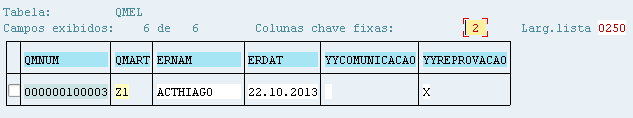 Tabela: QMEL
Campos exibidos: 6 de 6 Colunas chave fixas: 2 Larg.lista 0250
QMNUM QMART ERNAM ERDAT YYCOMUNICACAO YYREPROVACAO
000000100003 Z1 ACTHIAGO 22.10.2013 X